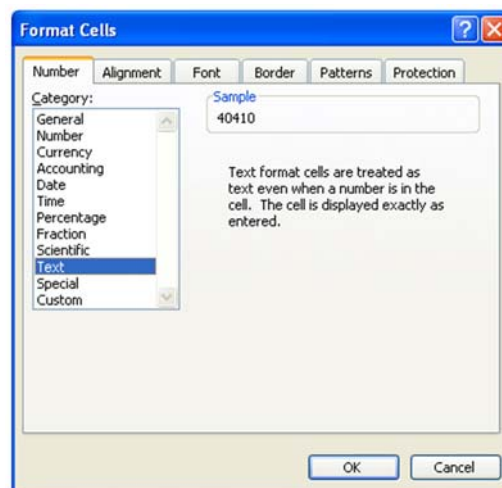 Format Cells
Number Alignment Font Border Patterns Protection
Category:
General
Number
Currency
Accounting
Date
Time
Percentage
Fraction
Scientific
Text
Special
Custom
Sample
40410
Text format cells are treated as
text even when a number is in the
cell. The cell is displayed exactly as
entered.
OK Cancel